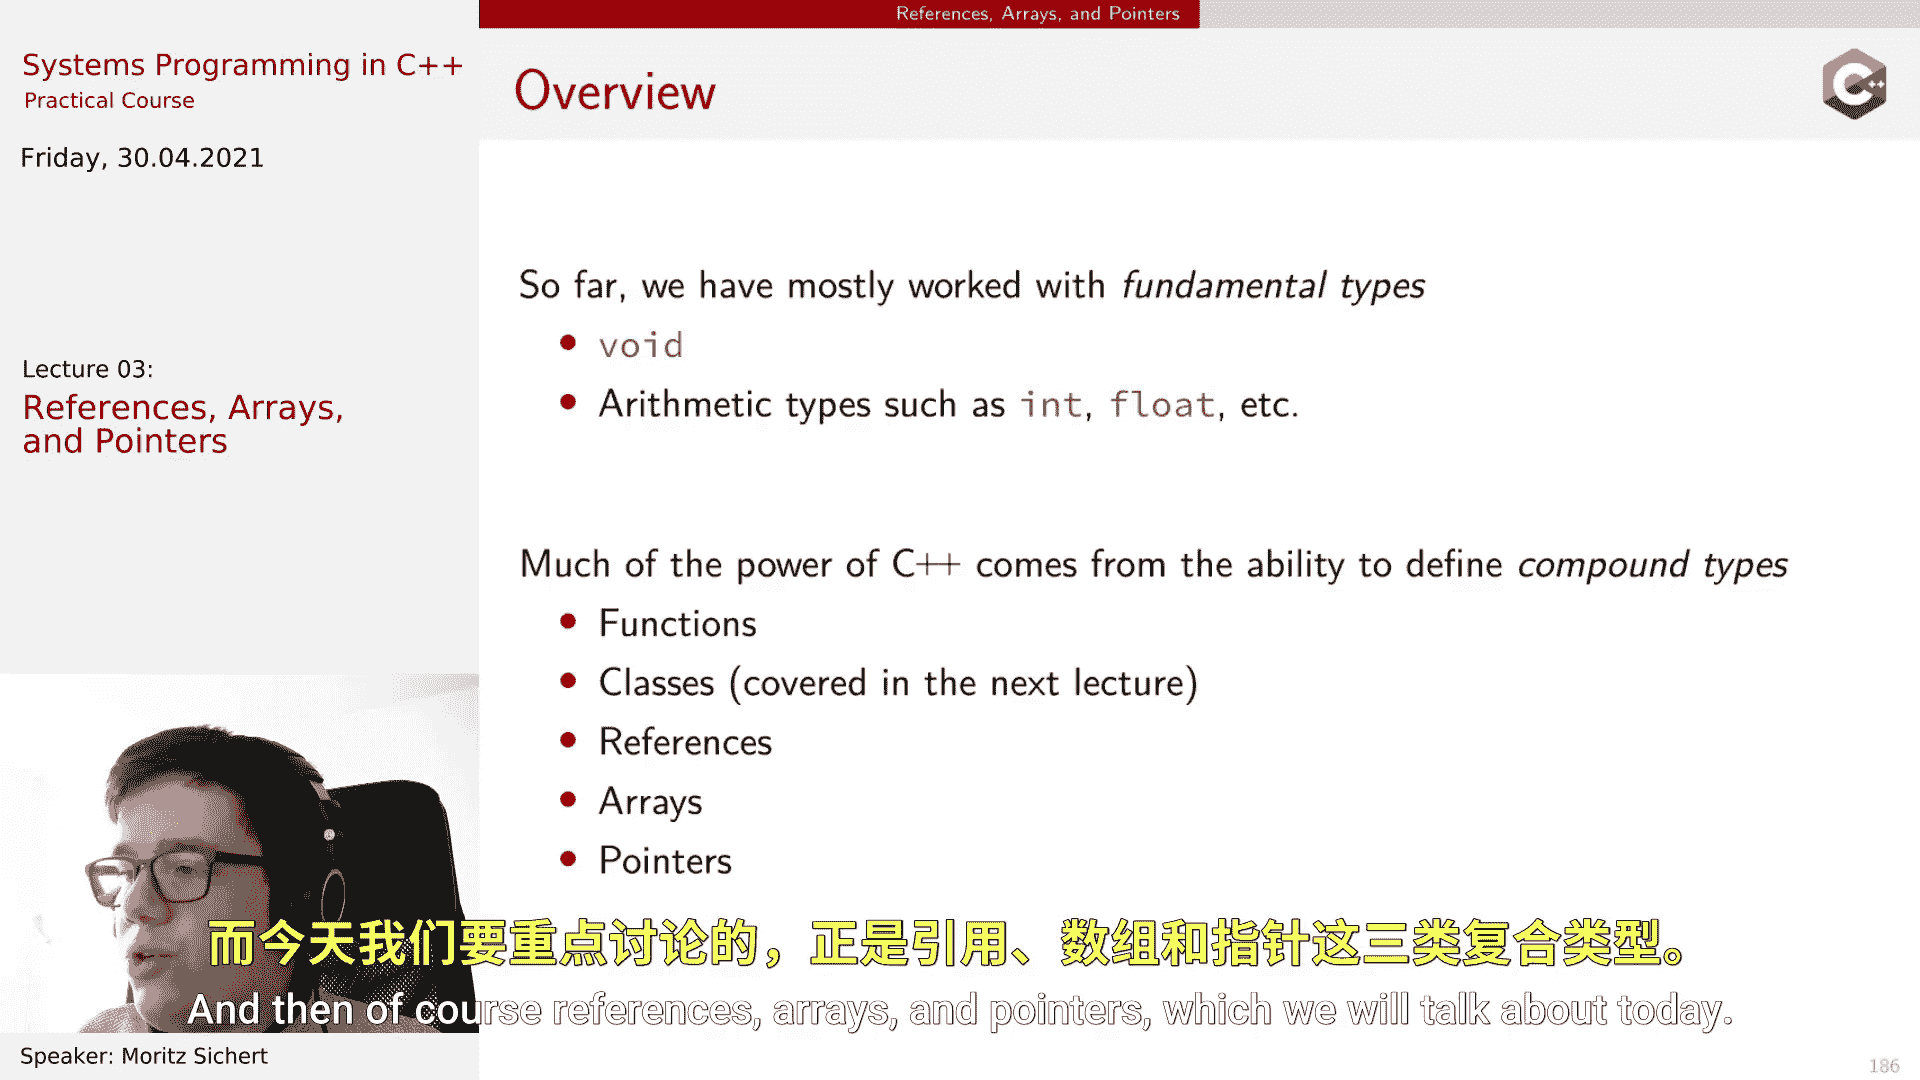 References, Arrays, and Pointers
Systems Programming in C++
Practical Course
Friday, 30.04.2021
Lecture 03:
References, Arrays,
and Pointers
Overview
C++
So far, we have mostly worked with fundamental types
• void
• Arithmetic types such as int, float, etc.
Much of the power of C++ comes from the ability to define compound types
• Functions
• Classes (covered in the next lecture)
• References
• Arrays
• Pointers
而今天我们要重点讨论的，正是引用、数组和指针这三类复合类型。
And then of course references, arrays, and pointers, which we will talk about today.
Speaker: Moritz Sichert
186